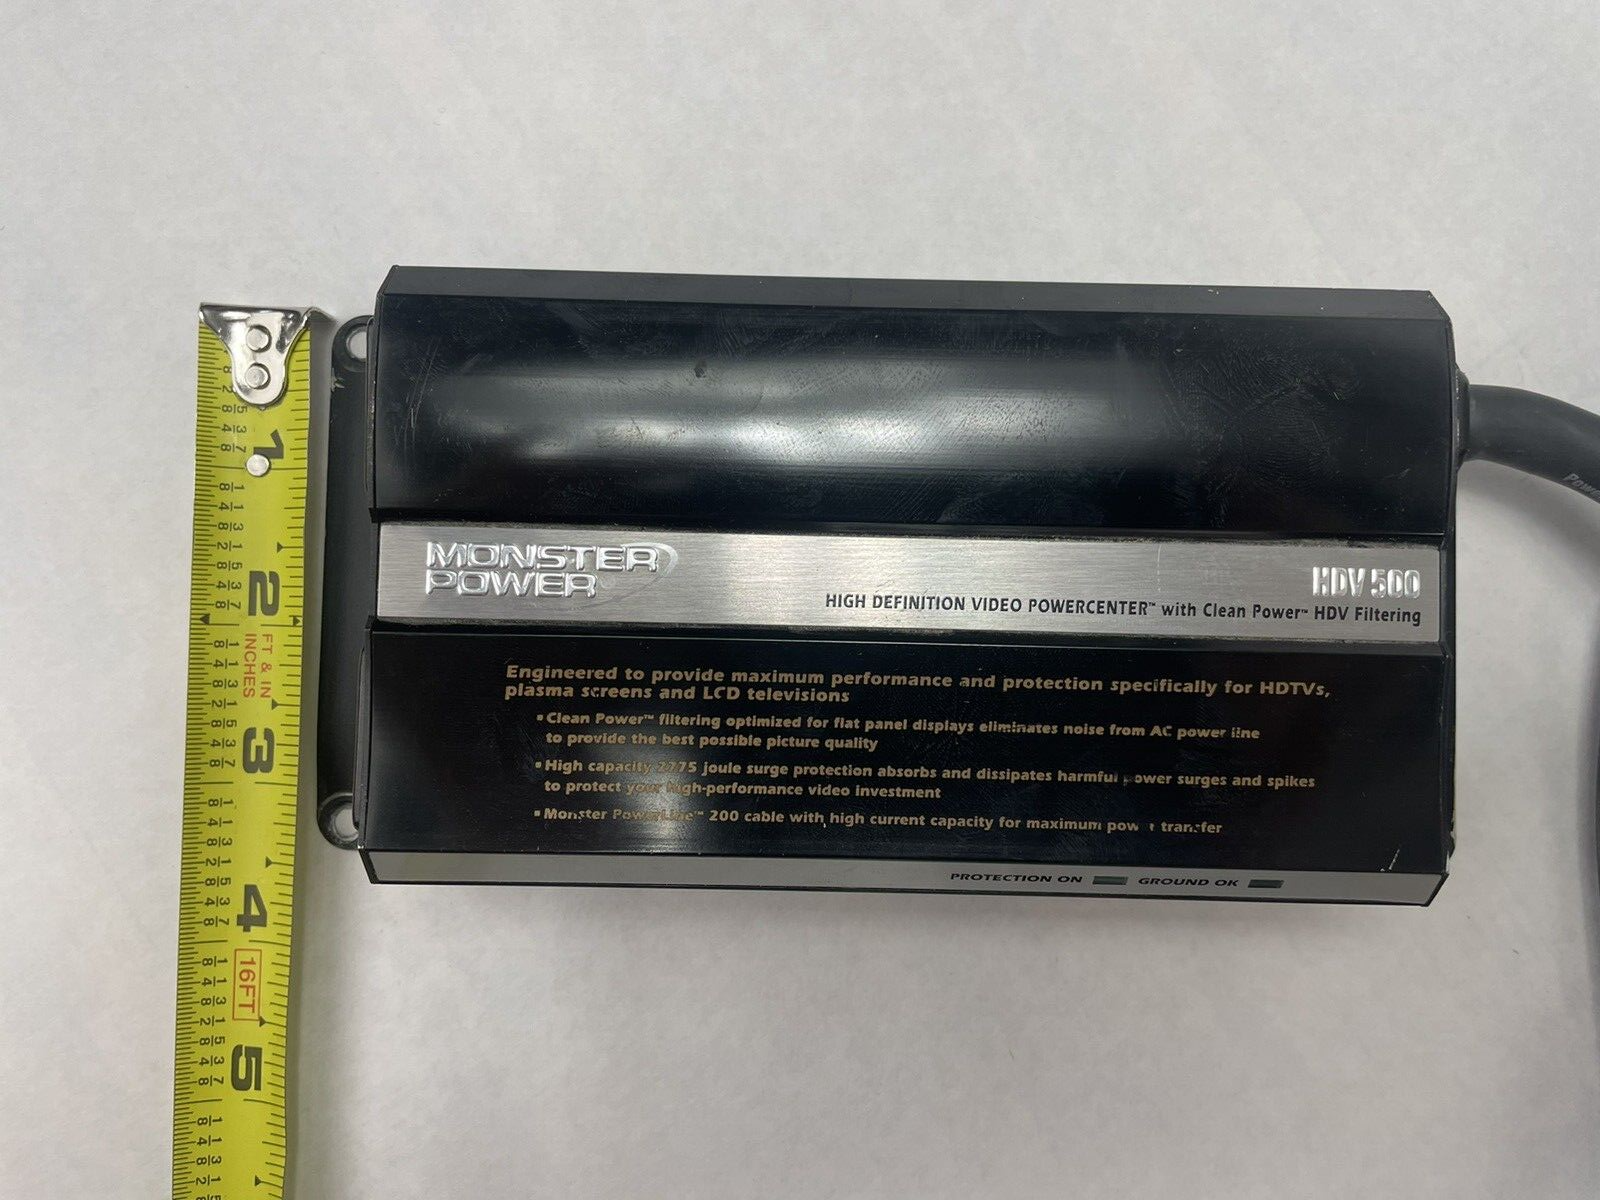 MONSTER
POWER
HDV 500
HIGH DEFINITION VIDEO POWERCENTER™ with Clean Power™ HDV Filtering
Engineered to provide maximum performance and protection specifically for HDTVs,
plasma screens and LCD televisions
▪ Clean Power™ filtering optimized for flat panel displays eliminates noise from AC power line
to provide the best possible picture quality
▪ High capacity 2775 joule surge protection absorbs and dissipates harmful power surges and spikes
to protect your high-performance video investment
▪ Monster PowerLine™ 200 cable with high current capacity for maximum power transfer
PROTECTION ON GROUND OK
1
2
FT & IN
INCHES
3
4
16FT
5